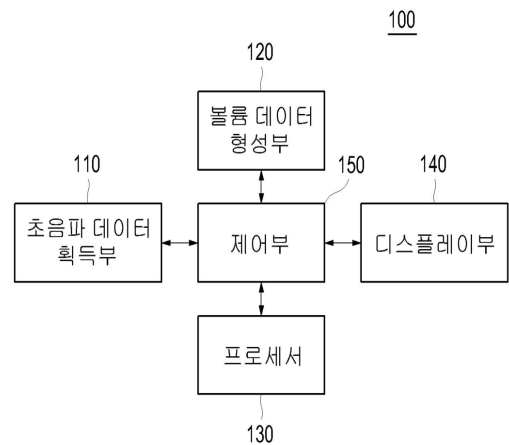 100
120
볼륨 데이터
형성부
110
150
140
초음파 데이터
획득부
제어부
디스플레이부
프로세서
130